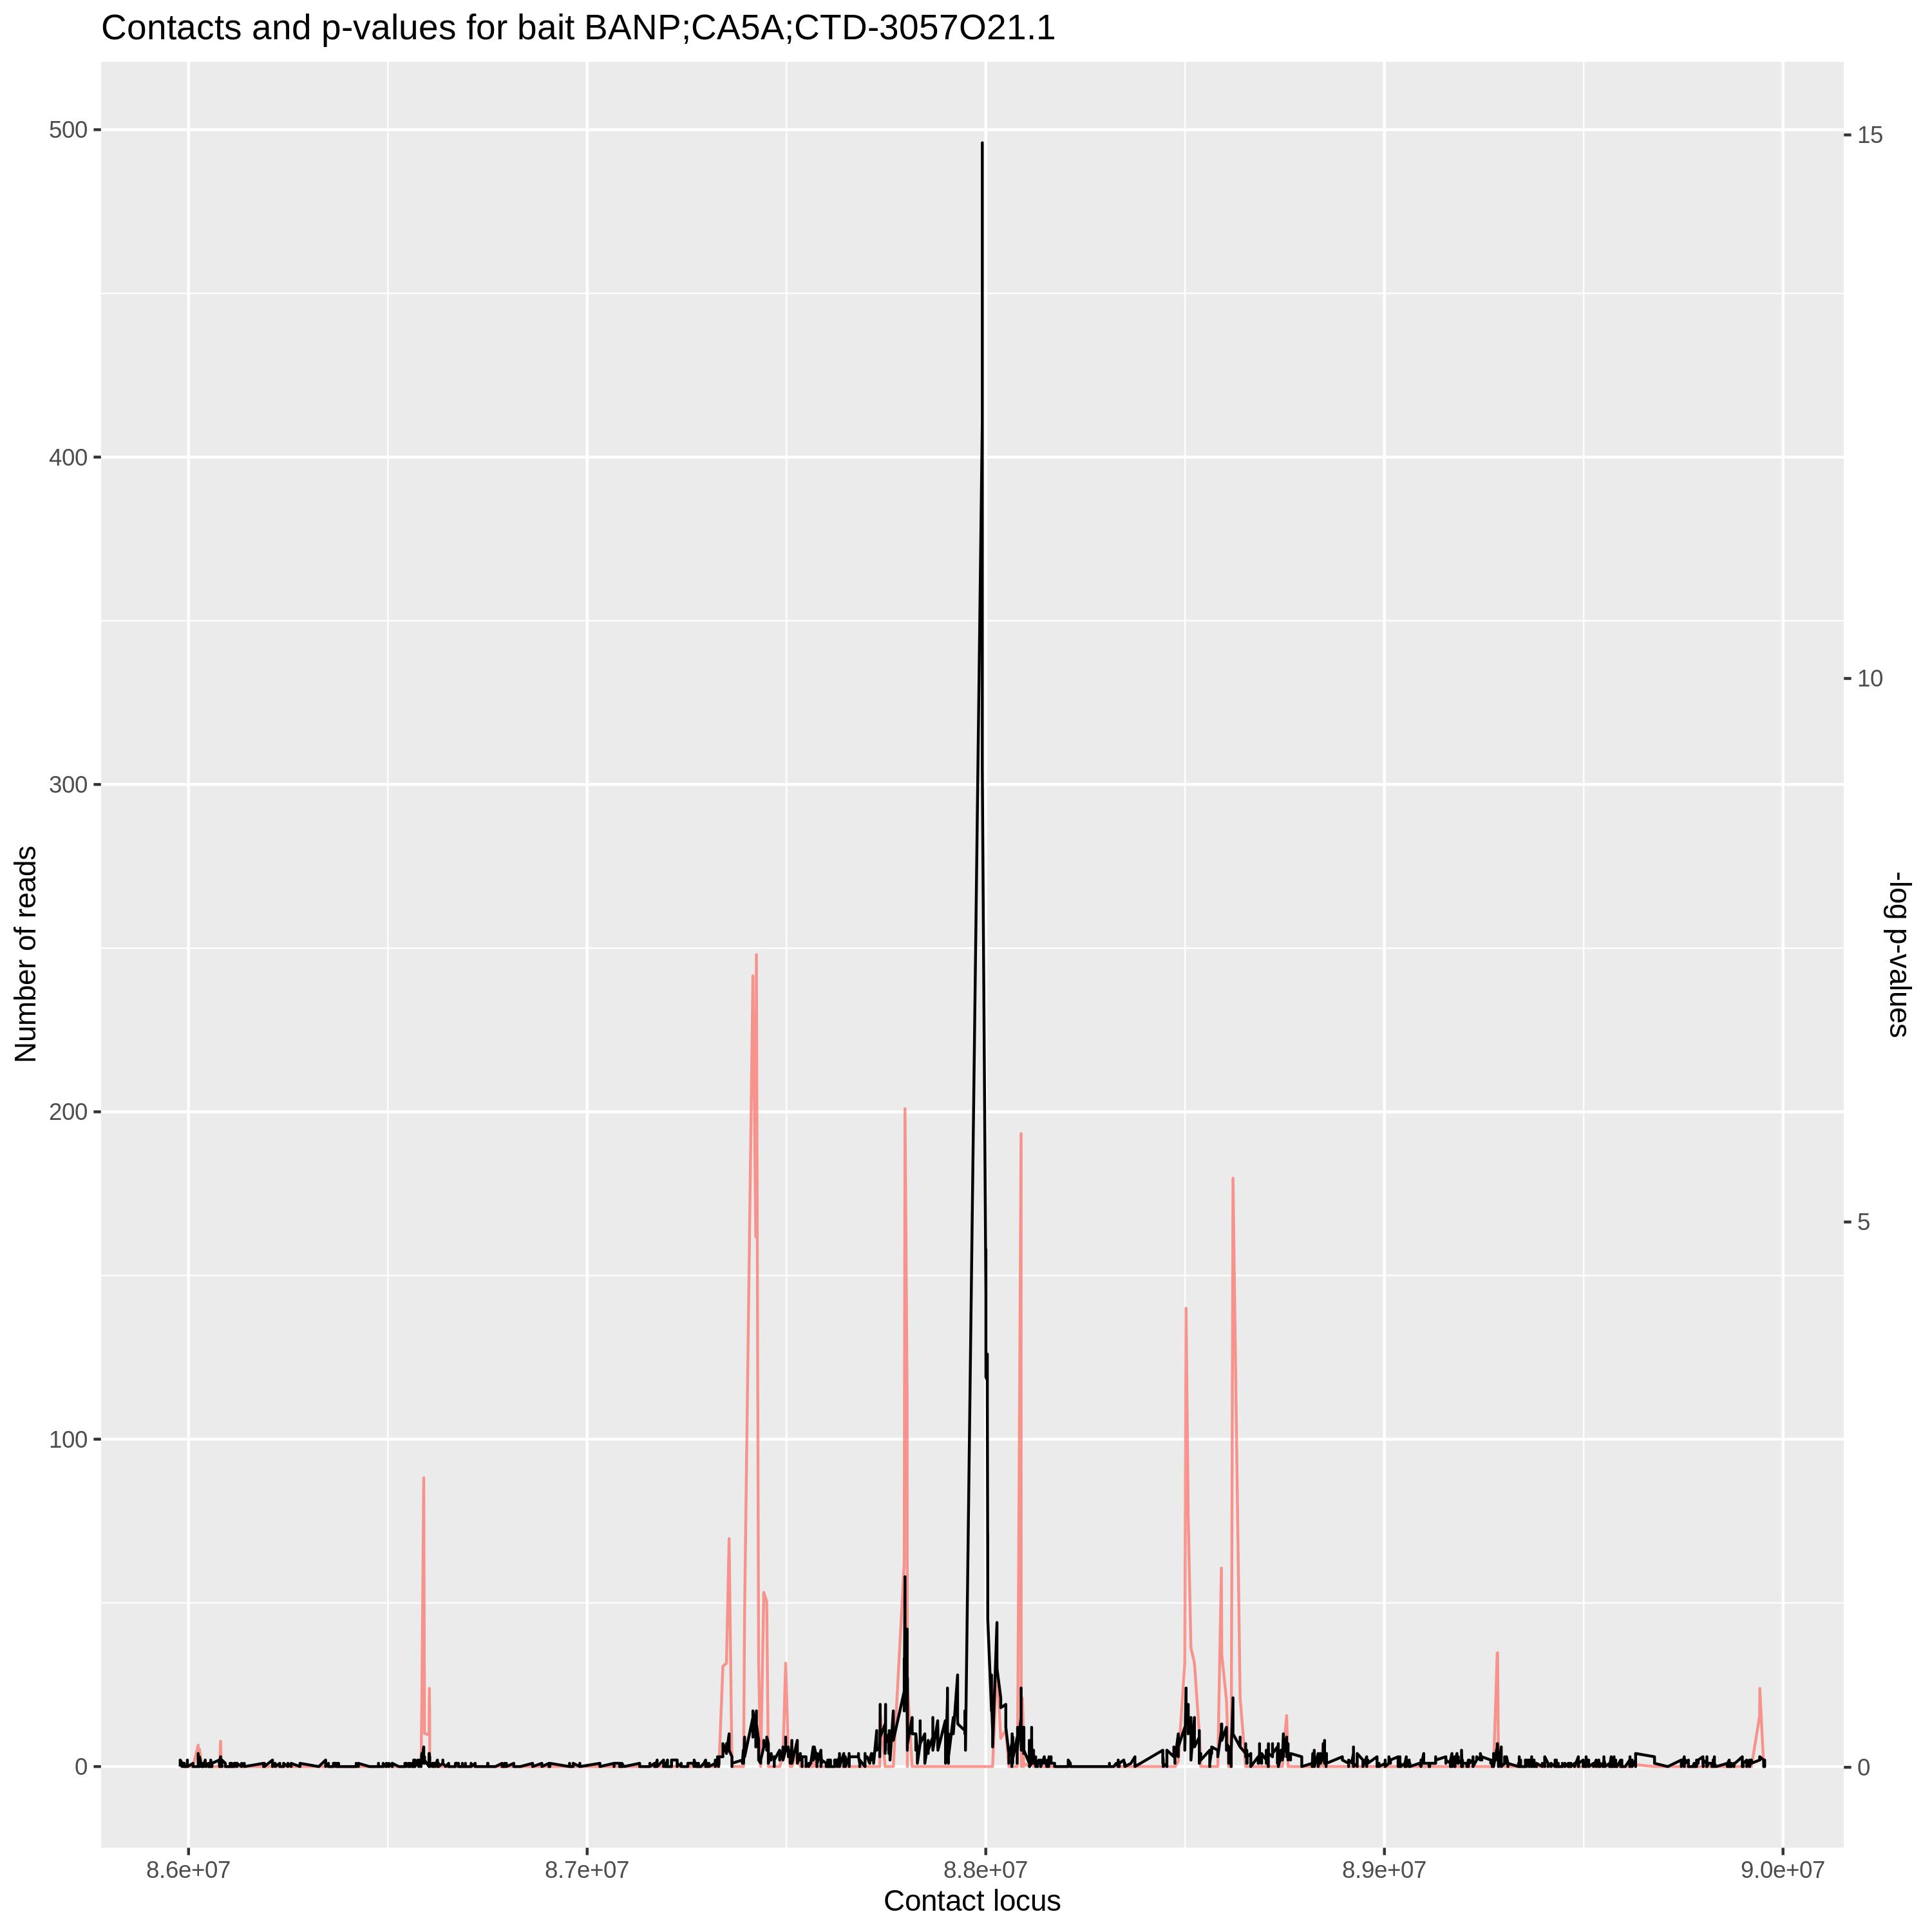 Contacts and p-values for bait BANP;CA5A;CTD-3057O21.1
500
400
300
200
100
0
Number of reads
15
10
5
0
-log p-values
8.6e+07
8.7e+07
8.8e+07
8.9e+07
9.0e+07
Contact locus